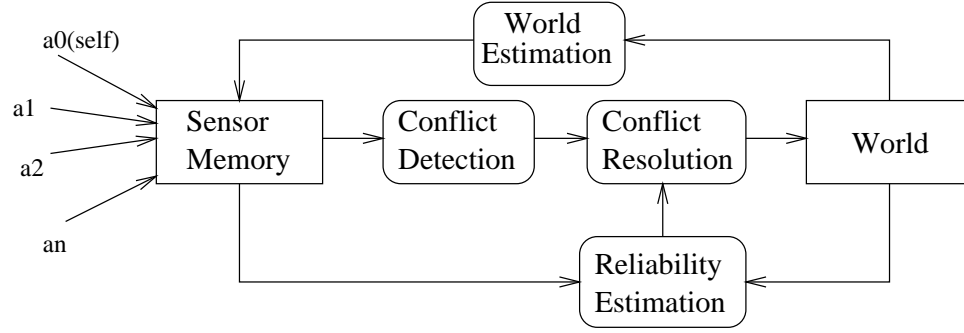 World
Estimation
a0(self)
a1
a2
an
Sensor
Memory
Conflict
Detection
Conflict
Resolution
World
Reliability
Estimation